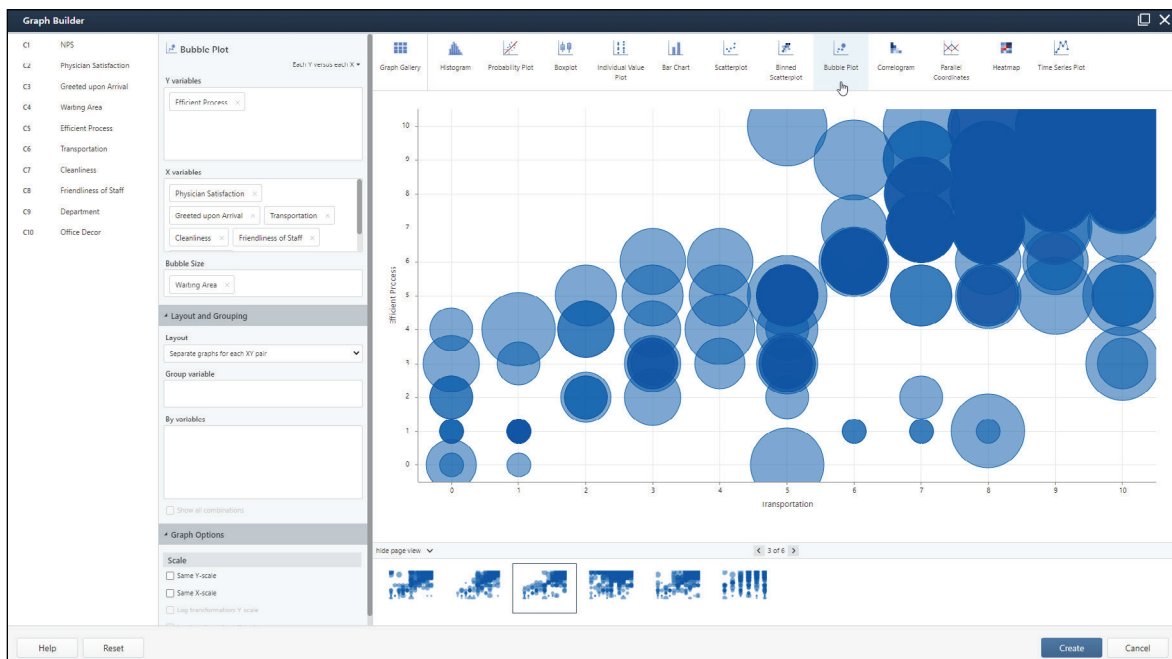 Graph Builder
C1 NPS
C2 Physician Satisfaction
C3 Greeted upon Arrival
C4 Waiting Area
C5 Efficient Process
C6 Transportation
C7 Cleanliness
C8 Friendliness of Staff
C9 Department
C10 Office Decor
Bubble Plot
Each Y versus each X
Y variables
Efficient Process ×
X variables
Physician Satisfaction ×
Greeted upon Arrival × Transportation ×
Cleanliness × Friendliness of Staff ×
Bubble Size
Waiting Area ×
Layout and Grouping
Layout
Separate graphs for each XY pair
Group variable
By variables
Show all combinations
Graph Options
Scale
Same Y-scale
Same X-scale
Log transformations Y scale
Graph Gallery
Histogram
Probability Plot
Boxplot
Individual Value
Plot
Bar Chart
Scatterplot
Binned
Scatterplot
Bubble Plot
Correlogram
Parallel
Coordinates
Heatmap
Time Series Plot
Efficient Process
10
9
8
7
6
5
4
3
2
1
0
0 1 2 3 4 5 6 7 8 9 10
Transportation
hide page view
3 of 6
Help Reset Create Cancel